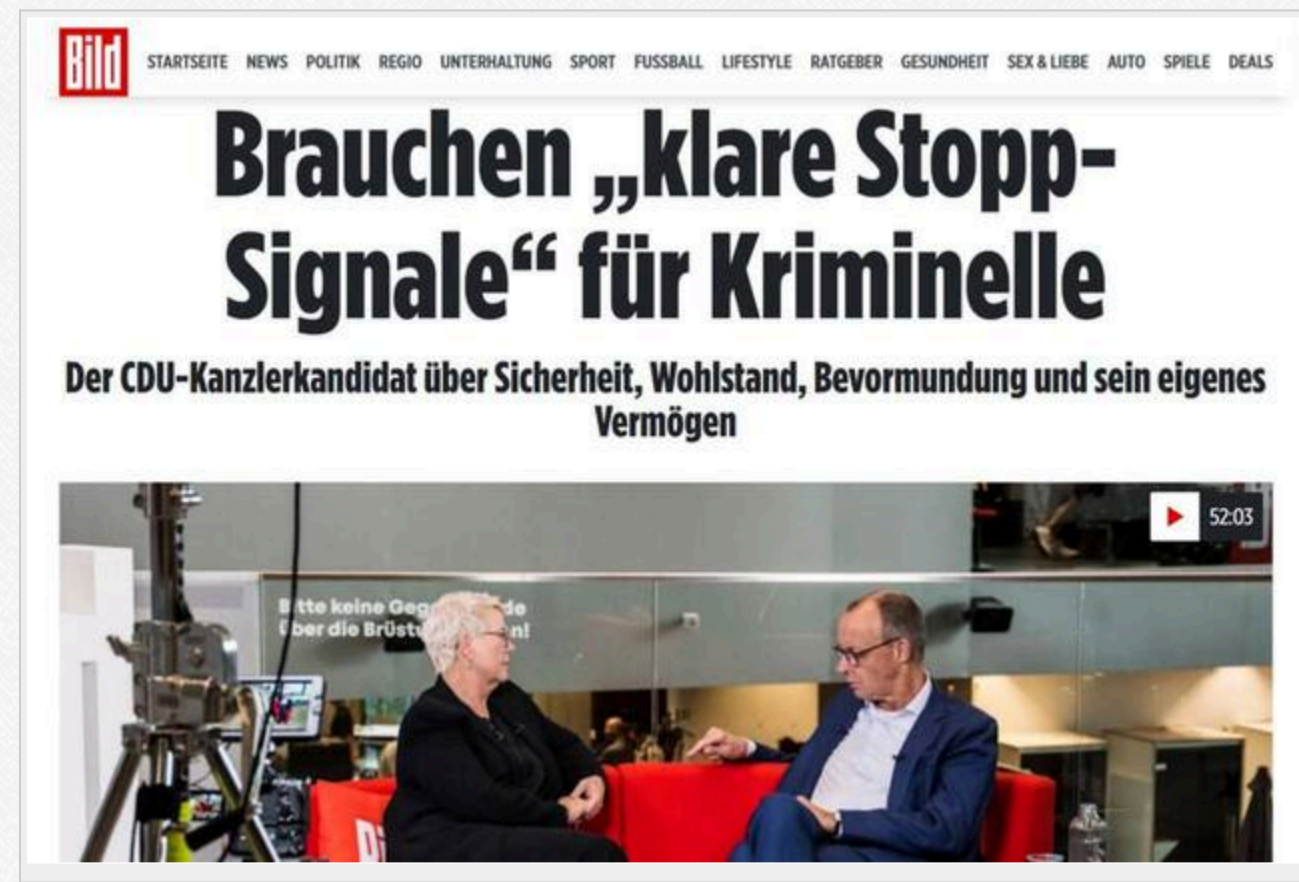 Bild
STARTSEITE NEWS POLITIK REGIO UNTERHALTUNG SPORT FUSSBALL LIFESTYLE RATGEBER GESUNDHEIT SEX & LIEBE AUTO SPIELE DEALS
Brauchen „klare Stopp-
Signale“ für Kriminelle
Der CDU-Kanzlerkandidat über Sicherheit, Wohlstand, Bevormundung und sein eigenes
Vermögen
52:03
Bitte keine
über die